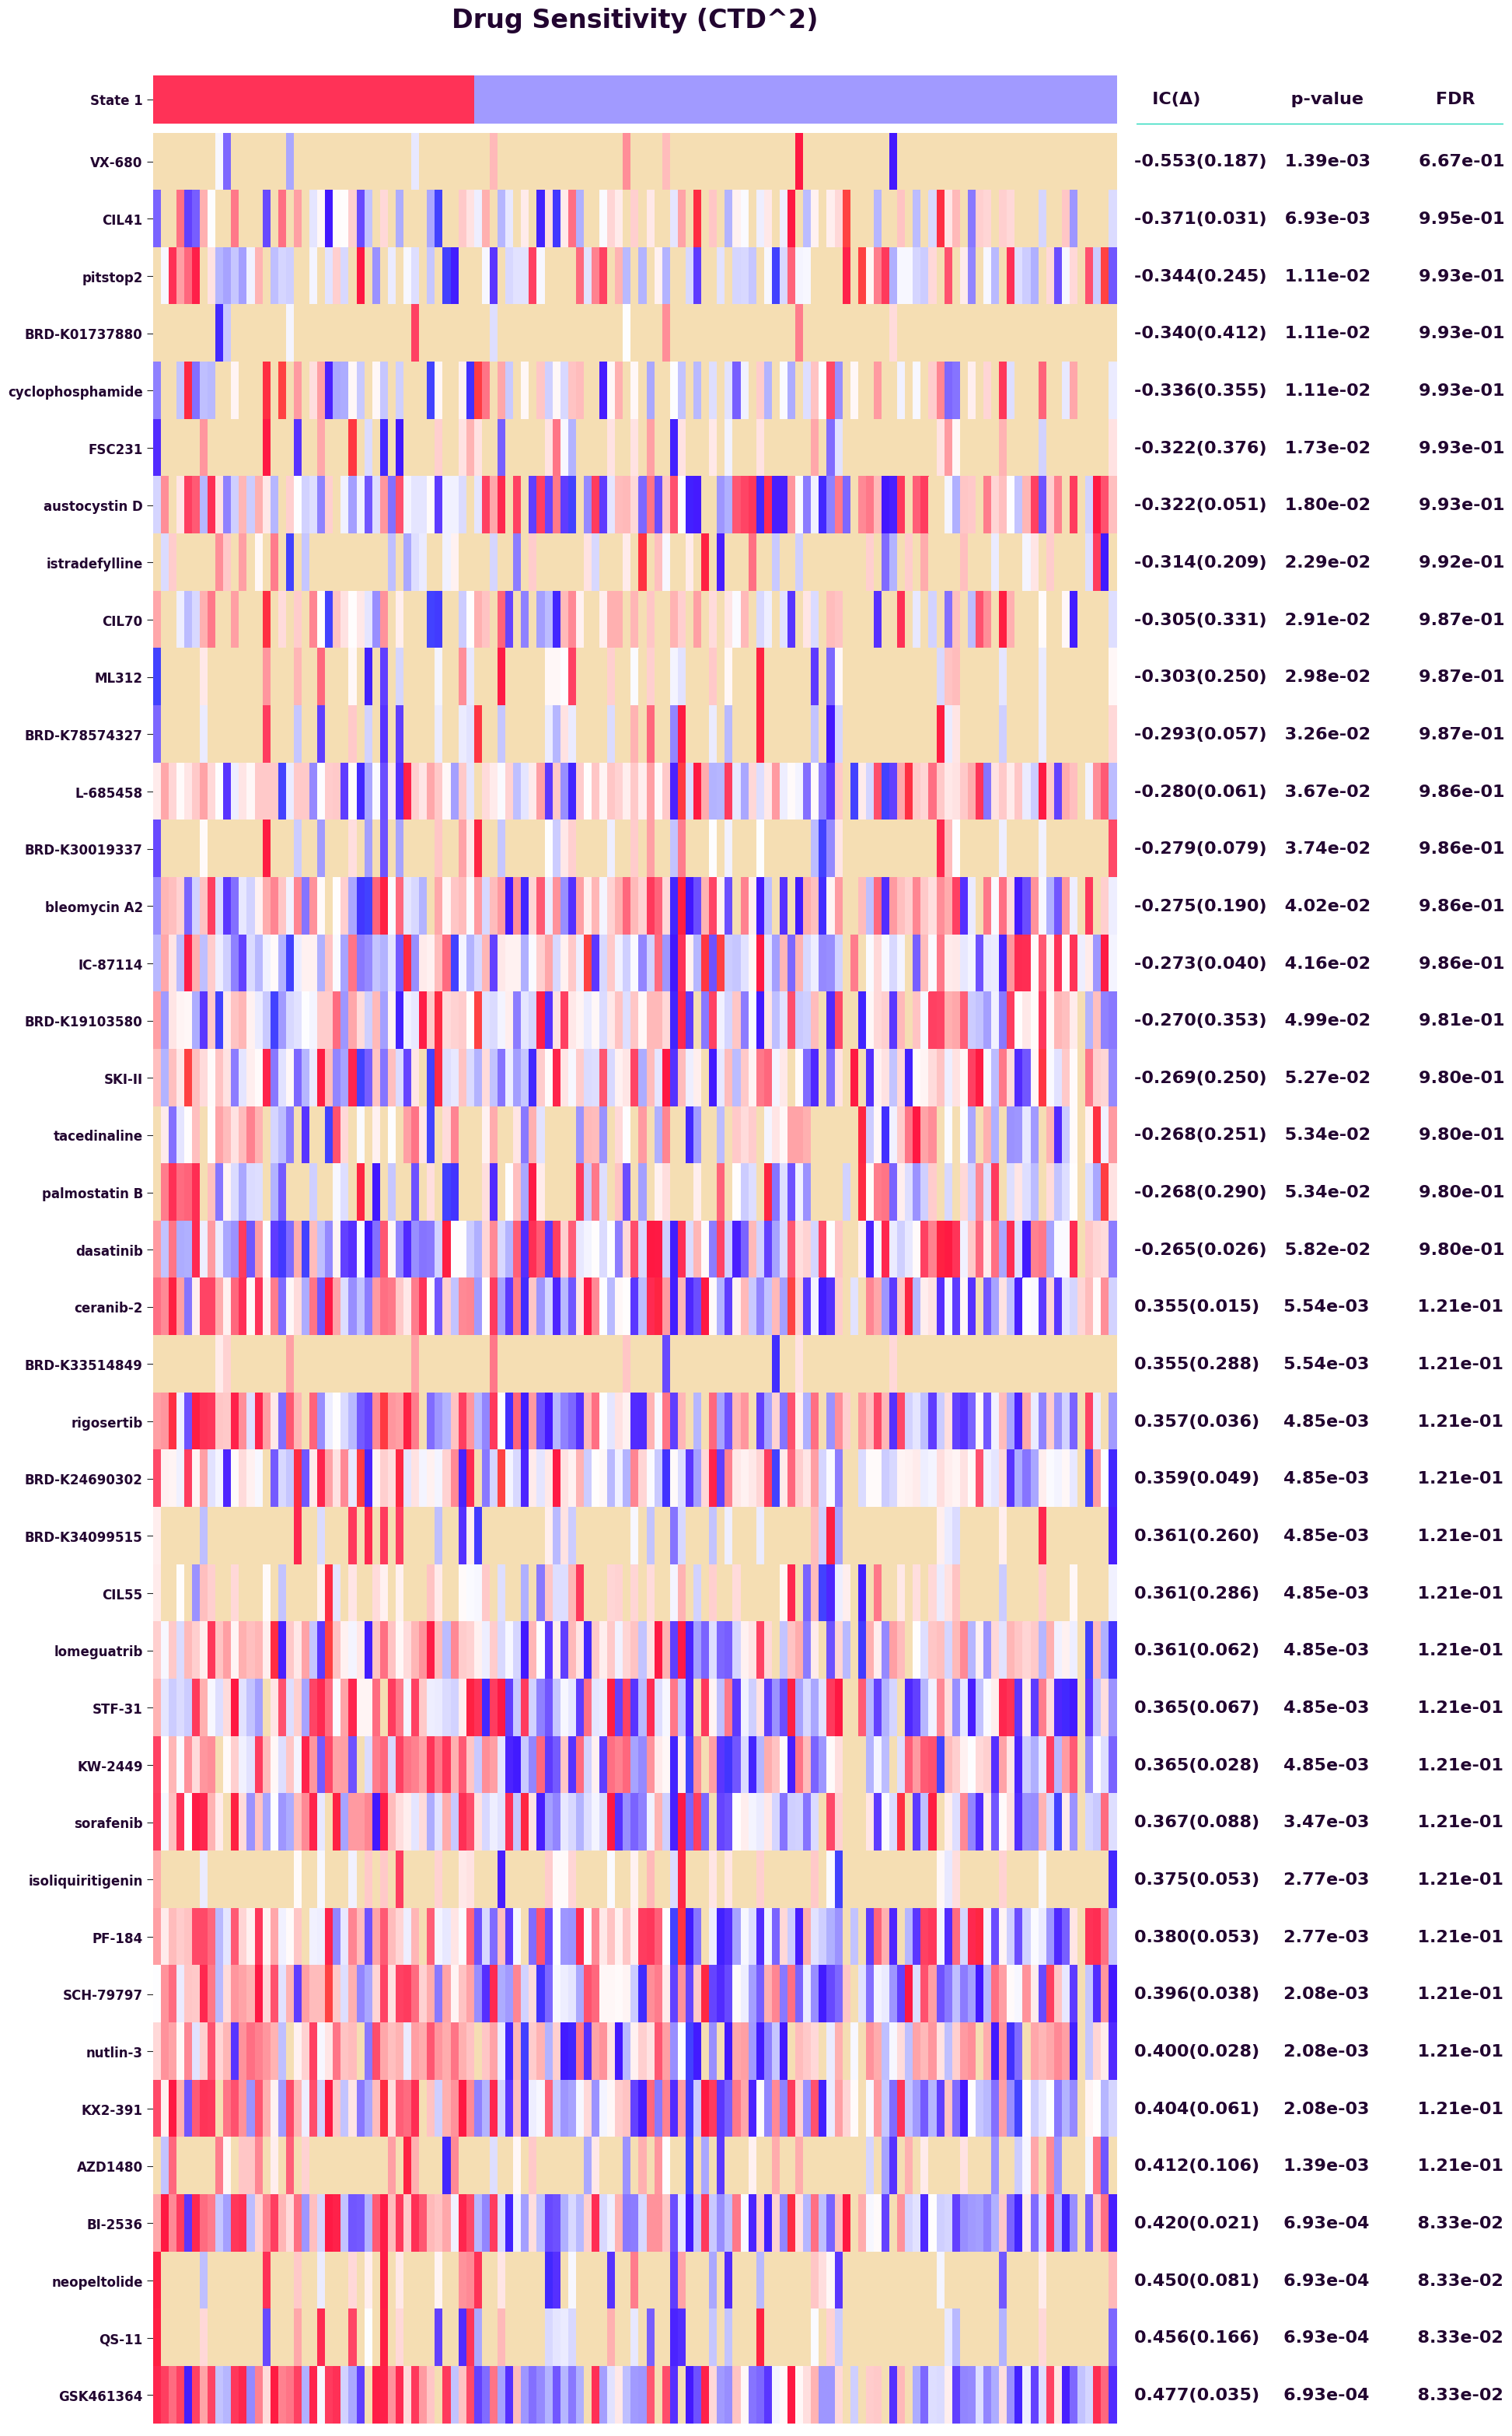 Drug Sensitivity (CTD^2)
State 1 IC(Δ) p-value FDR
VX-680 -0.553(0.187) 1.39e-03 6.67e-01
CIL41 -0.371(0.031) 6.93e-03 9.95e-01
pitstop2 -0.344(0.245) 1.11e-02 9.93e-01
BRD-K01737880 -0.340(0.412) 1.11e-02 9.93e-01
cyclophosphamide -0.336(0.355) 1.11e-02 9.93e-01
FSC231 -0.322(0.376) 1.73e-02 9.93e-01
austocystin D -0.322(0.051) 1.80e-02 9.93e-01
istradefylline -0.314(0.209) 2.29e-02 9.92e-01
CIL70 -0.305(0.331) 2.91e-02 9.87e-01
ML312 -0.303(0.250) 2.98e-02 9.87e-01
BRD-K78574327 -0.293(0.057) 3.26e-02 9.87e-01
L-685458 -0.280(0.061) 3.67e-02 9.86e-01
BRD-K30019337 -0.279(0.079) 3.74e-02 9.86e-01
bleomycin A2 -0.275(0.190) 4.02e-02 9.86e-01
IC-87114 -0.273(0.040) 4.16e-02 9.86e-01
BRD-K19103580 -0.270(0.353) 4.99e-02 9.81e-01
SKI-II -0.269(0.250) 5.27e-02 9.80e-01
tacedinaline -0.268(0.251) 5.34e-02 9.80e-01
palmostatin B -0.268(0.290) 5.34e-02 9.80e-01
dasatinib -0.265(0.026) 5.82e-02 9.80e-01
ceranib-2 0.355(0.015) 5.54e-03 1.21e-01
BRD-K33514849 0.355(0.288) 5.54e-03 1.21e-01
rigosertib 0.357(0.036) 4.85e-03 1.21e-01
BRD-K24690302 0.359(0.049) 4.85e-03 1.21e-01
BRD-K34099515 0.361(0.260) 4.85e-03 1.21e-01
CIL55 0.361(0.286) 4.85e-03 1.21e-01
lomeguatrib 0.361(0.062) 4.85e-03 1.21e-01
STF-31 0.365(0.067) 4.85e-03 1.21e-01
KW-2449 0.365(0.028) 4.85e-03 1.21e-01
sorafenib 0.367(0.088) 3.47e-03 1.21e-01
isoliquiritigenin 0.375(0.053) 2.77e-03 1.21e-01
PF-184 0.380(0.053) 2.77e-03 1.21e-01
SCH-79797 0.396(0.038) 2.08e-03 1.21e-01
nutlin-3 0.400(0.028) 2.08e-03 1.21e-01
KX2-391 0.404(0.061) 2.08e-03 1.21e-01
AZD1480 0.412(0.106) 1.39e-03 1.21e-01
BI-2536 0.420(0.021) 6.93e-04 8.33e-02
neopeltolide 0.450(0.081) 6.93e-04 8.33e-02
QS-11 0.456(0.166) 6.93e-04 8.33e-02
GSK461364 0.477(0.035) 6.93e-04 8.33e-02